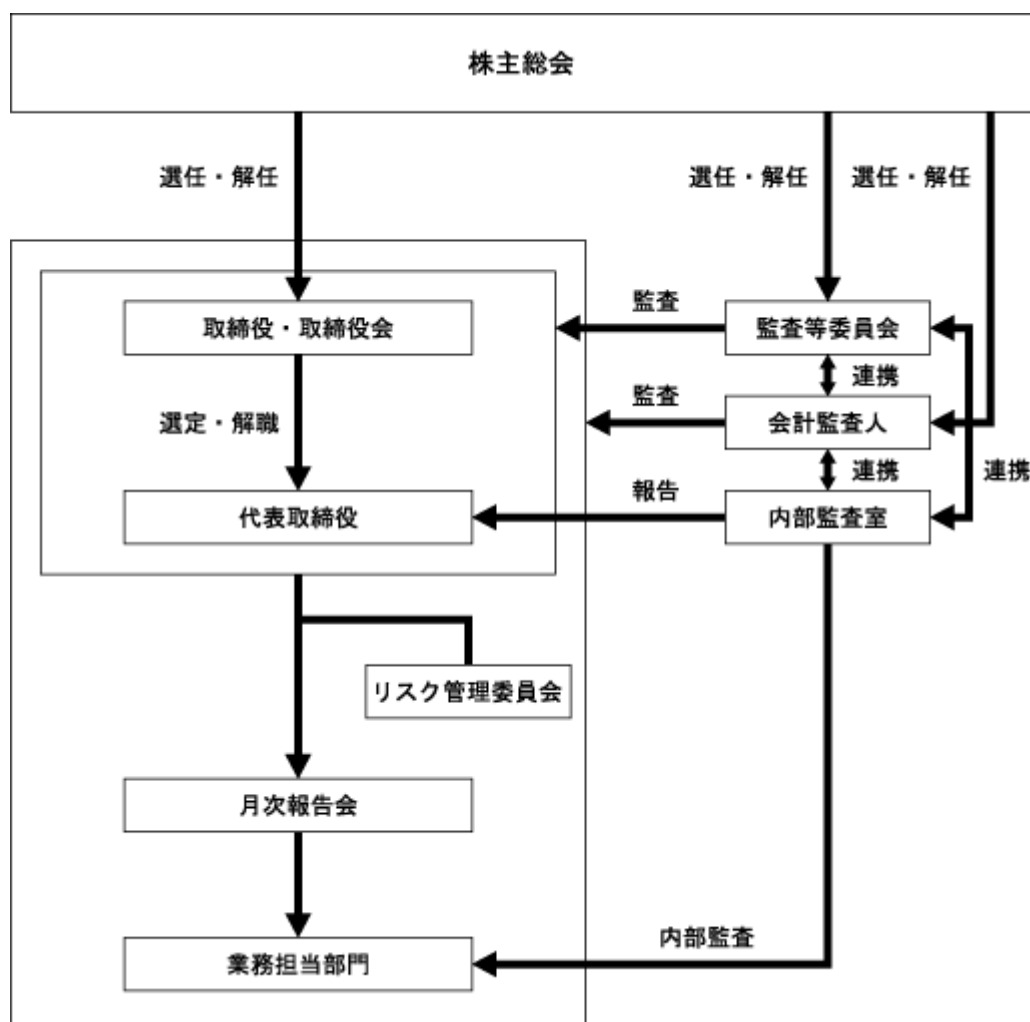 株主総会
選任・解任
選任・解任
選任・解任
取締役・取締役会
監査
監査等委員会
連携
監査
会計監査人
選定・解職
連携
連携
報告
代表取締役
内部監査室
リスク管理委員会
月次報告会
内部監査
業務担当部門